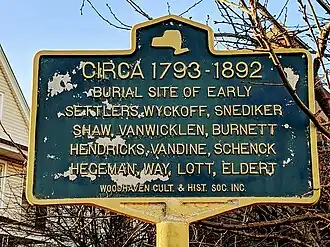 CIRCA 1793-1892
BURIAL SITE OF EARLY
SETTLERS, WYCKOFF, SNEDIKER
SHAW, VANWICKLEN, BURNETT
HENDRICKS, VANDINE, SCHENCK
HEGEMAN, WAY, LOTT, ELDERT
WOODHAVEN CULT. & HIST. SOC. INC.